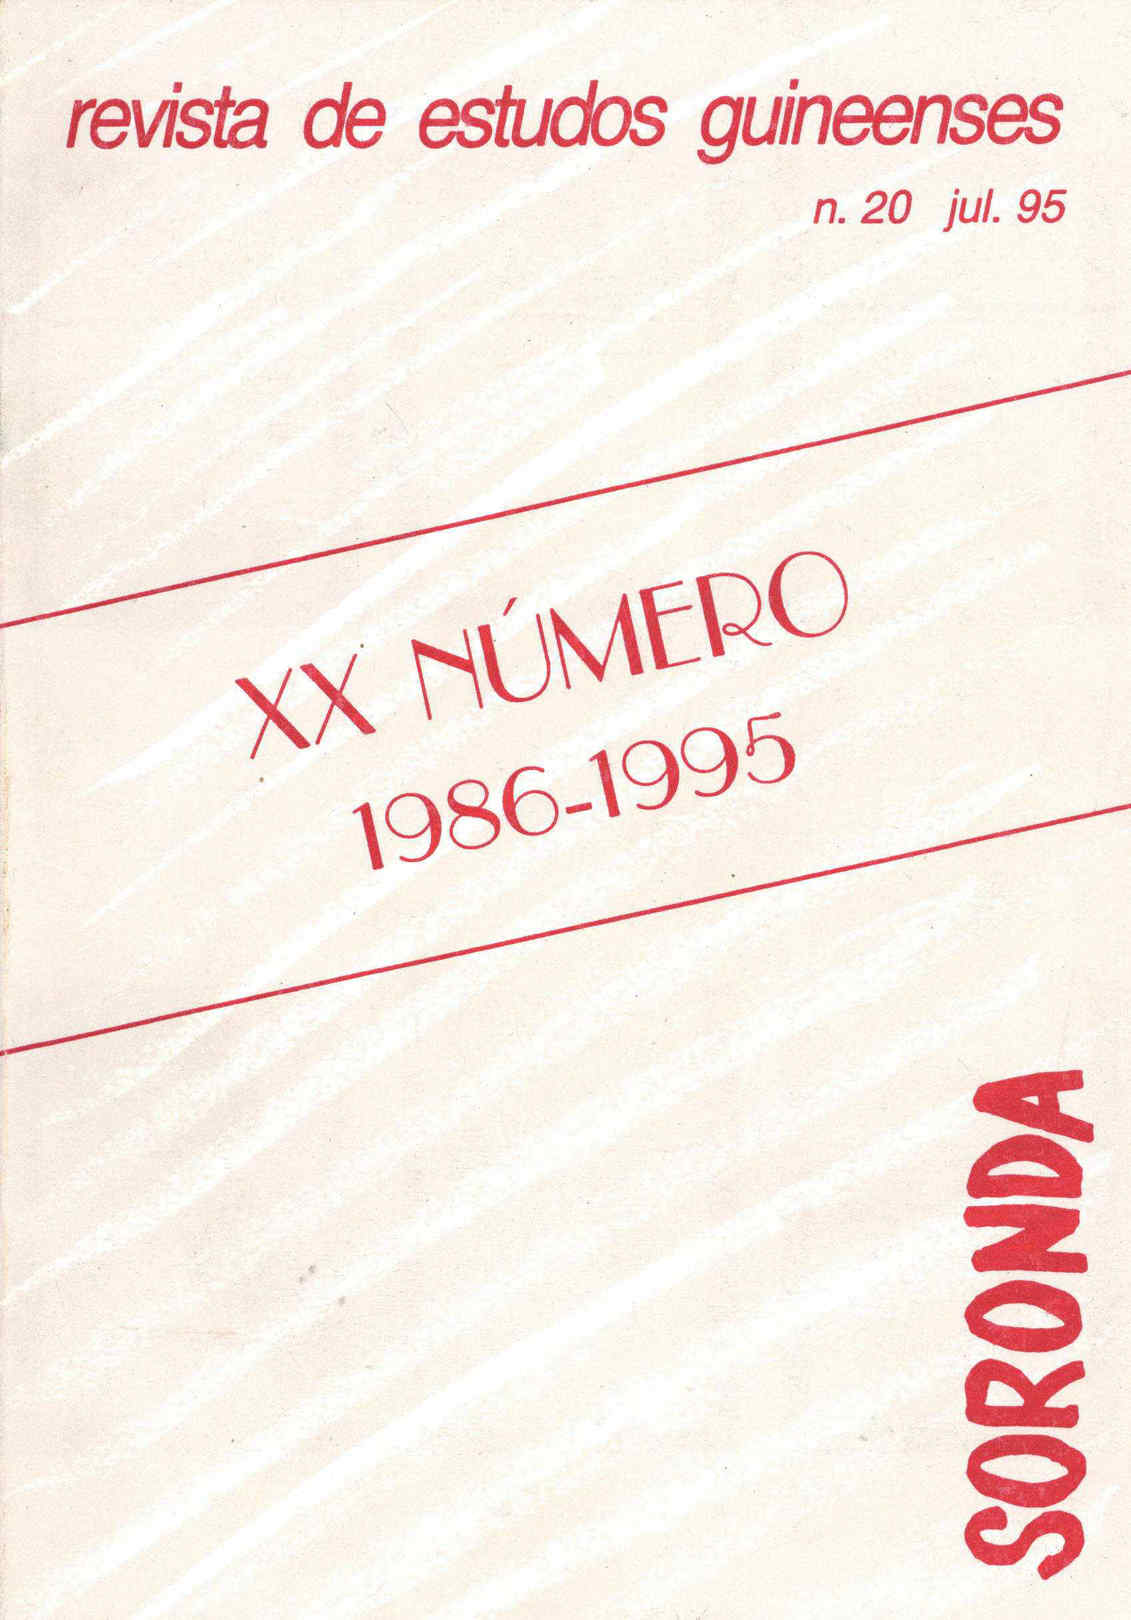 revista de estudos guineenses
n. 20 jul. 95
XX NÚMERO
1986-1995
SORONDA